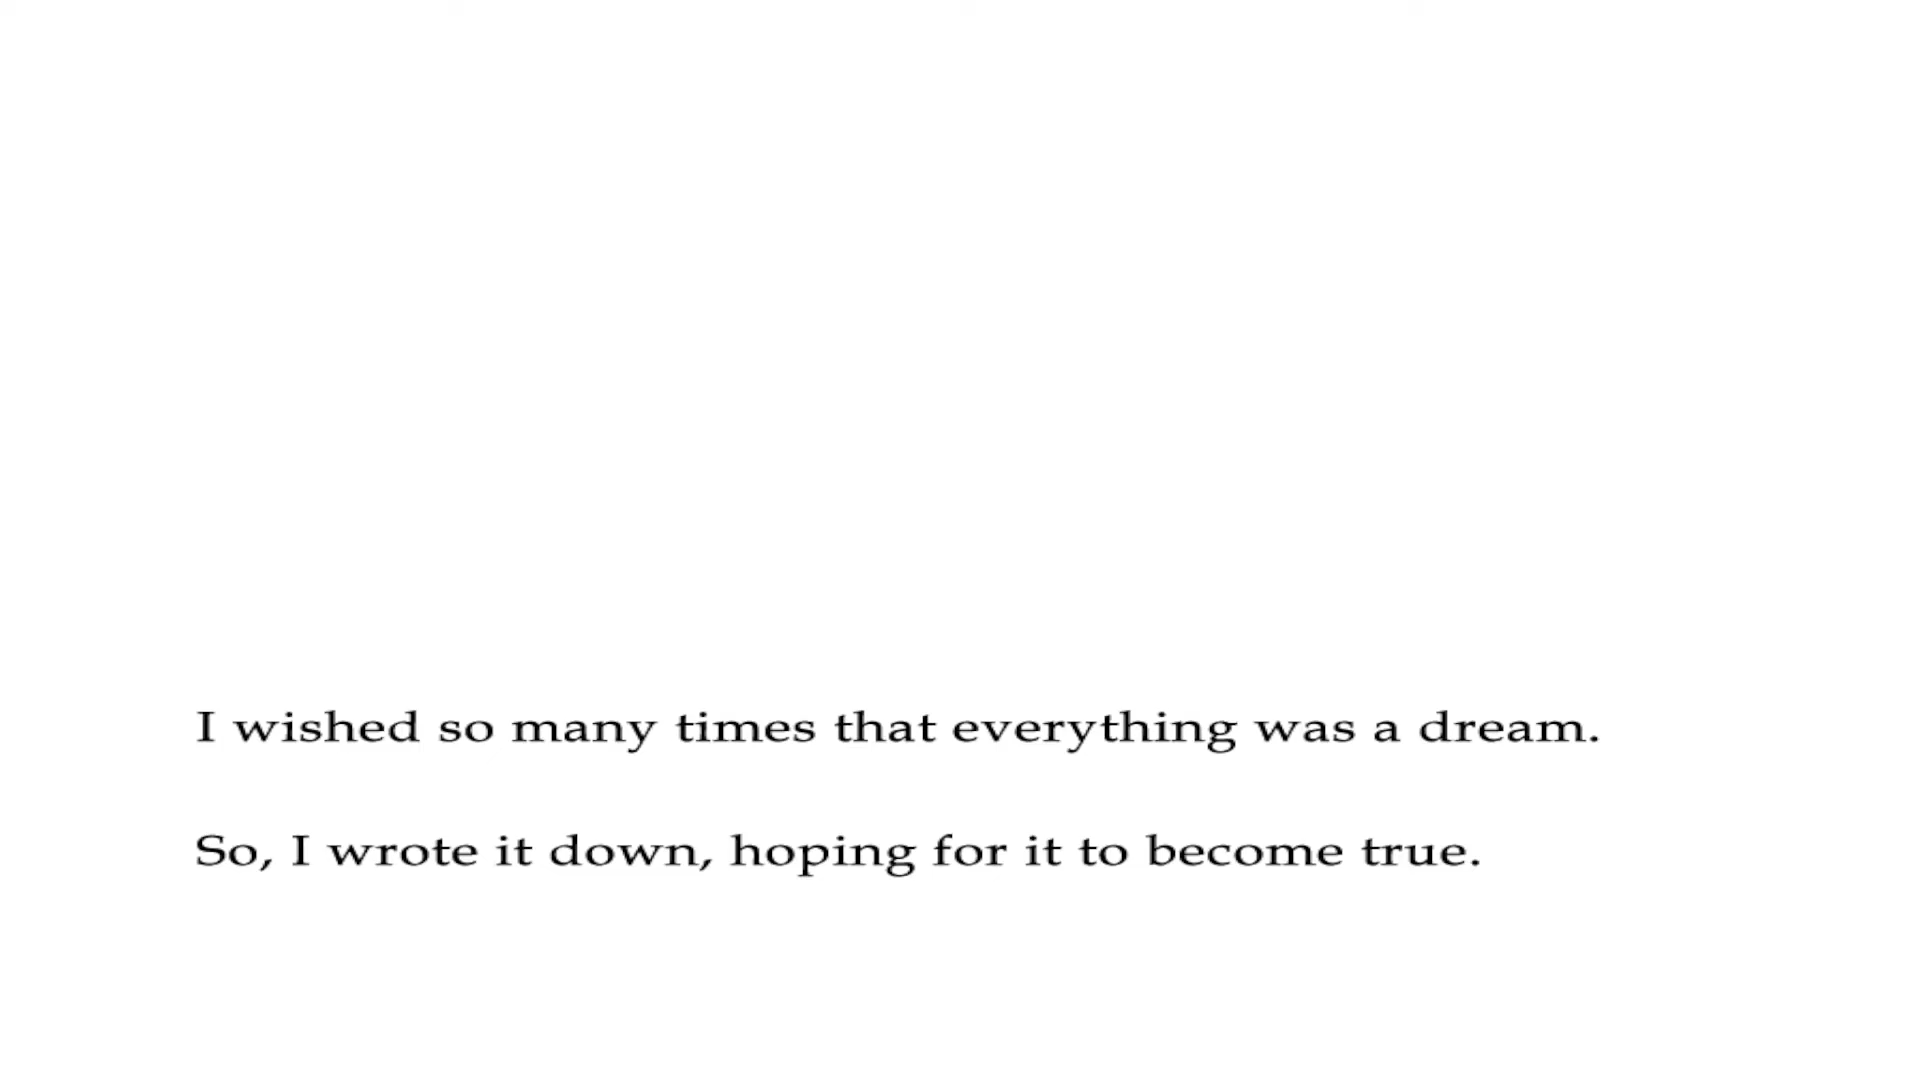 I wished so many times that everything was a dream.
So, I wrote it down, hoping for it to become true.